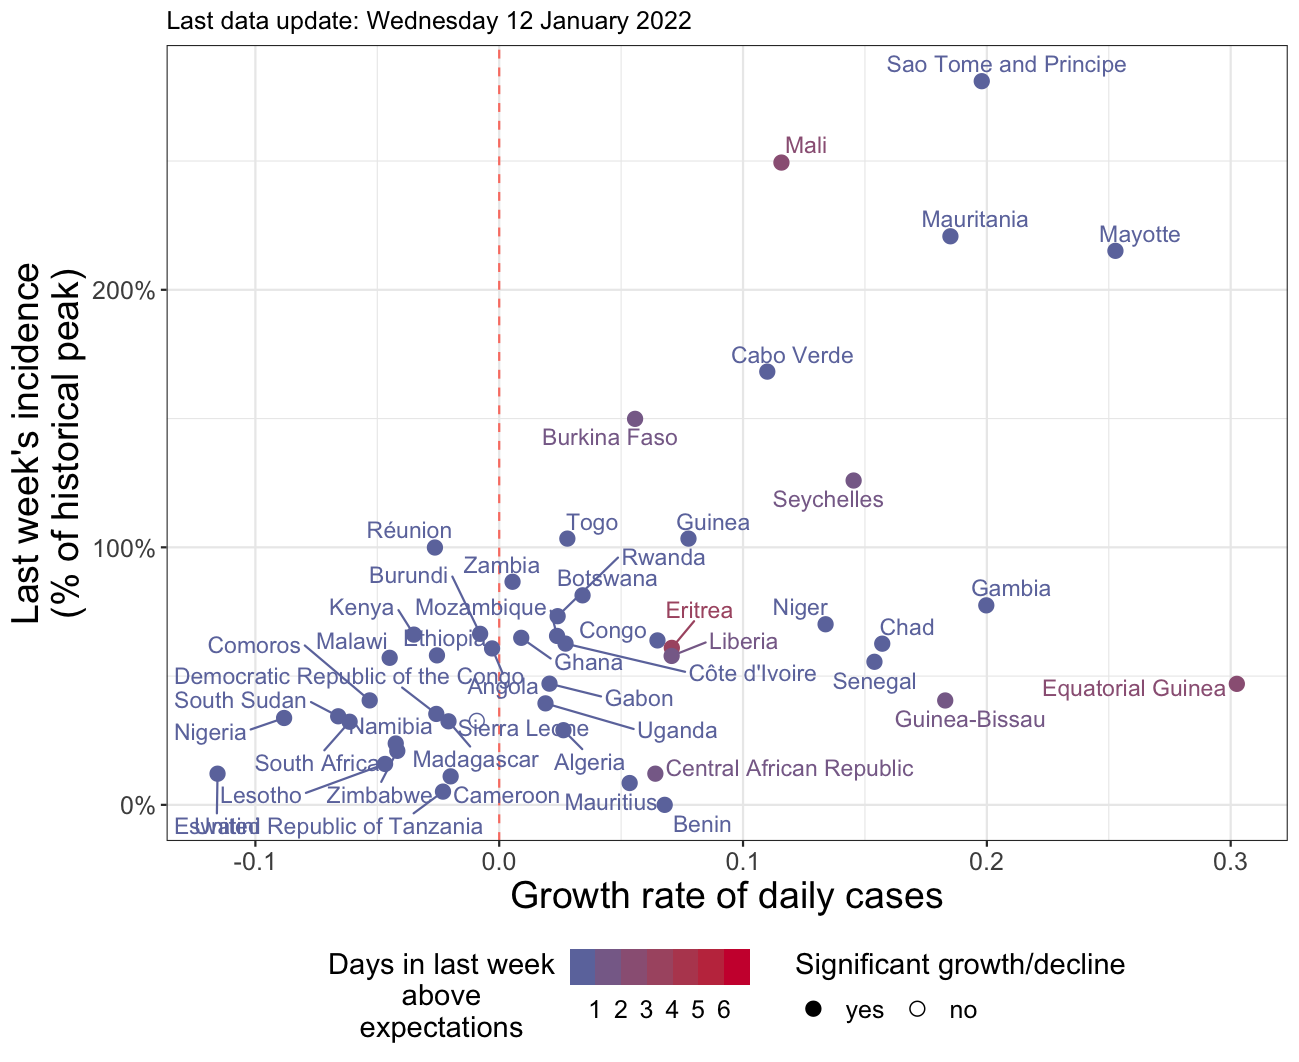 Last data update: Wednesday 12 January 2022
Last week's incidence
(% of historical peak)
200%
100%
0%
Sao Tome and Principe
Mali
Mauritania
Mayotte
Cabo Verde
Burkina Faso
Seychelles
Togo
Guinea
Réunion
Rwanda
Zambia
Burundi
Botswana
Gambia
Kenya
Mozambique
Eritrea
Niger
Chad
Congo
Comoros
Malawi
Ethiopia
Liberia
Ghana
Côte d'Ivoire
Democratic Republic of the Congo
Senegal
Angola
Equatorial Guinea
South Sudan
Gabon
Guinea-Bissau
Namibia
Sierra Leone
Nigeria
Uganda
South Africa
Madagascar
Algeria
Central African Republic
Lesotho
Zimbabwe
Cameroon
Mauritius
Eswatini
United Republic of Tanzania
Benin
-0.1
0.0
0.1
0.2
0.3
Growth rate of daily cases
Days in last week
above
expectations
1 2 3 4 5 6
Significant growth/decline
yes
no